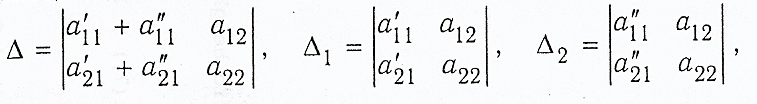 Δ = |a′₁₁ + a″₁₁ a₁₂|, Δ₁ = |a′₁₁ a₁₂|, Δ₂ = |a″₁₁ a₁₂|,
|a′₂₁ + a″₂₁ a₂₂| |a′₂₁ a₂₂| |a″₂₁ a₂₂|